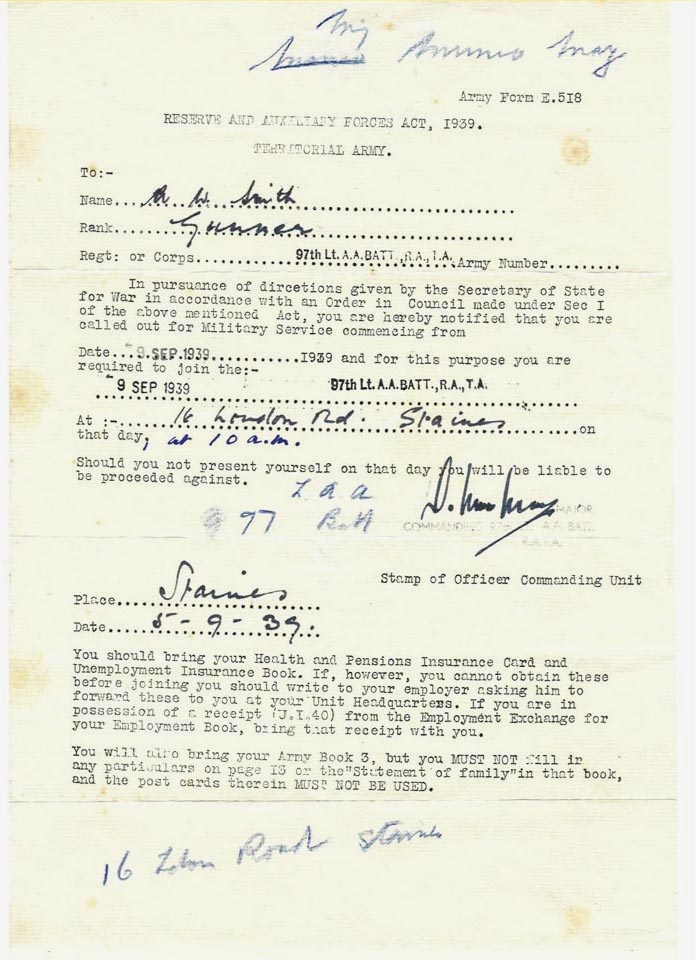 Maj
Army Form E.518
RESERVE AND AUXILIARY FORCES ACT, 1939.
TERRITORIAL ARMY.
To:-
Name... A W. Smith
Rank.... Gunner
Regt: or Corps.......... 97th Lt. A.A. BATT., R.A., T.A. Army Number.........
In pursuance of dircetions given by the Secretary of State
for War in accordance with an Order in Council made under Sec I
of the above mentioned Act, you are hereby notified that you are
called out for Military Service commencing from
Date... 9 SEP. 1939 ............1939 and for this purpose you are
required to join the:-
9 SEP 1939 97th Lt. A.A. BATT., R.A., T.A.
At :-.... 16 London Rd. Staines ............on
that day, at 10 a.m.
Should you not present yourself on that day you will be liable to
be proceeded against.
L a a
97 Batt
MAJOR
COMMANDING 97th Lt. A.A. BATT.
R.A.T.A.
Stamp of Officer Commanding Unit
Place.... Staines
Date...... 5-9-39.
You should bring your Health and Pensions Insurance Card and
Unemployment Insurance Book. If, however, you cannot obtain these
before joining you should write to your employer asking him to
forward these to you at your Unit Headquarters. If you are in
possession of a receipt (U.I.40) from the Employment Exchange for
your Employment Book, bring that receipt with you.
You will also bring your Army Book 3, but you MUST NOT fill in
any particulars on page I3 or the"Statement of family"in that book,
and the post cards therein MUST NOT BE USED.
16 Ldon Road Staines